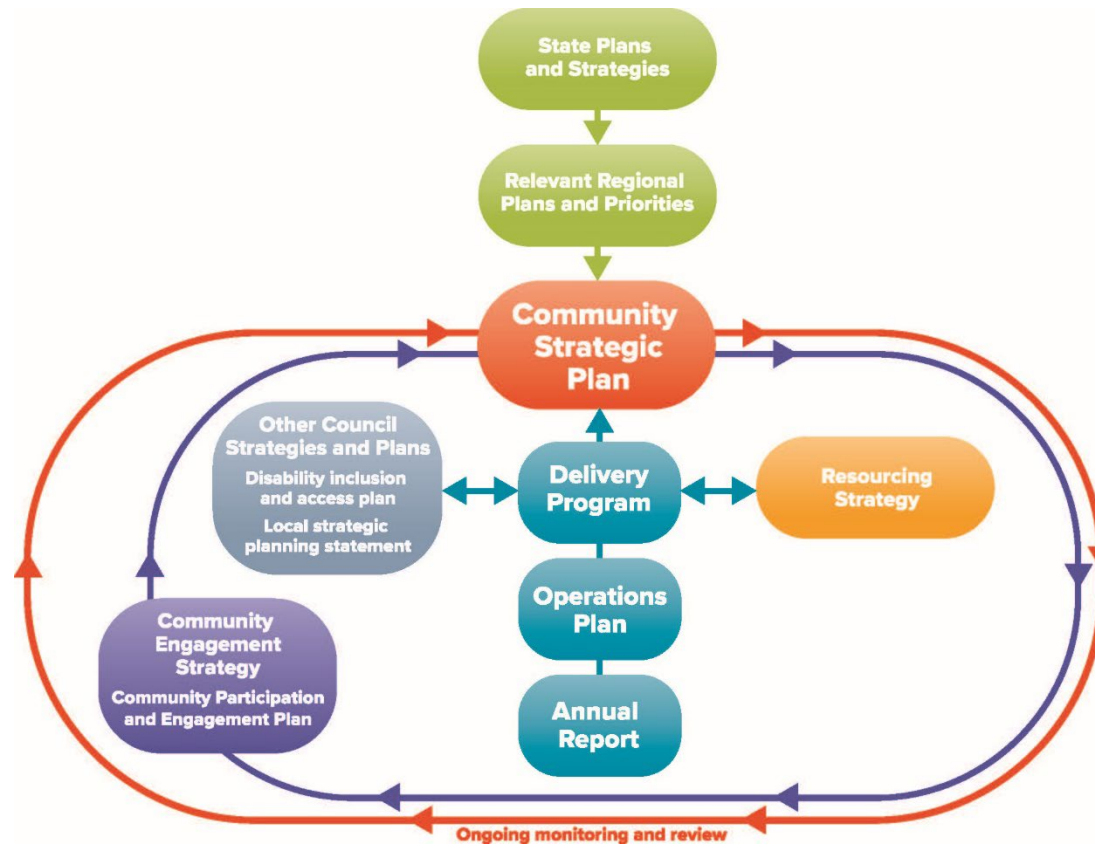 State Plans
and Strategies
Relevant Regional
Plans and Priorities
Community
Strategic
Plan
Other Council
Strategies and Plans
Disability inclusion
and access plan
Local strategic
planning statement
Delivery
Program
Resourcing
Strategy
Operations
Plan
Community
Engagement
Strategy
Community Participation
and Engagement Plan
Annual
Report
Ongoing monitoring and review